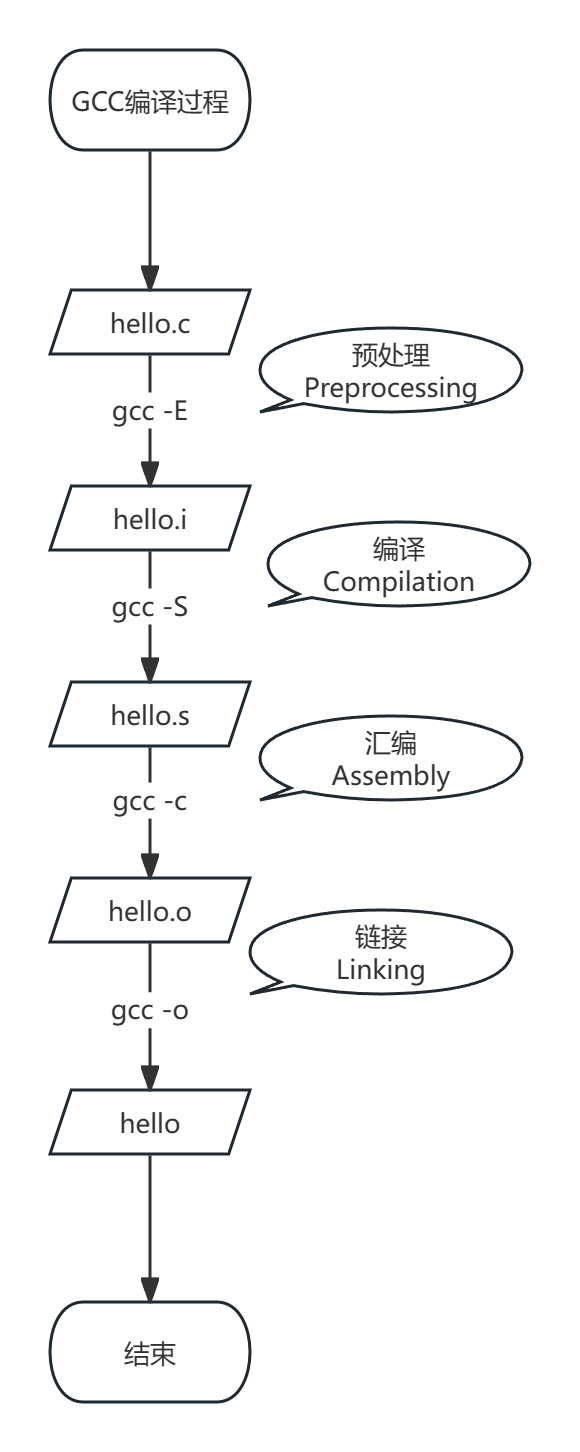 GCC编译过程
hello.c
预处理
Preprocessing
gcc -E
hello.i
编译
Compilation
gcc -S
hello.s
汇编
Assembly
gcc -c
hello.o
链接
Linking
gcc -o
hello
结束